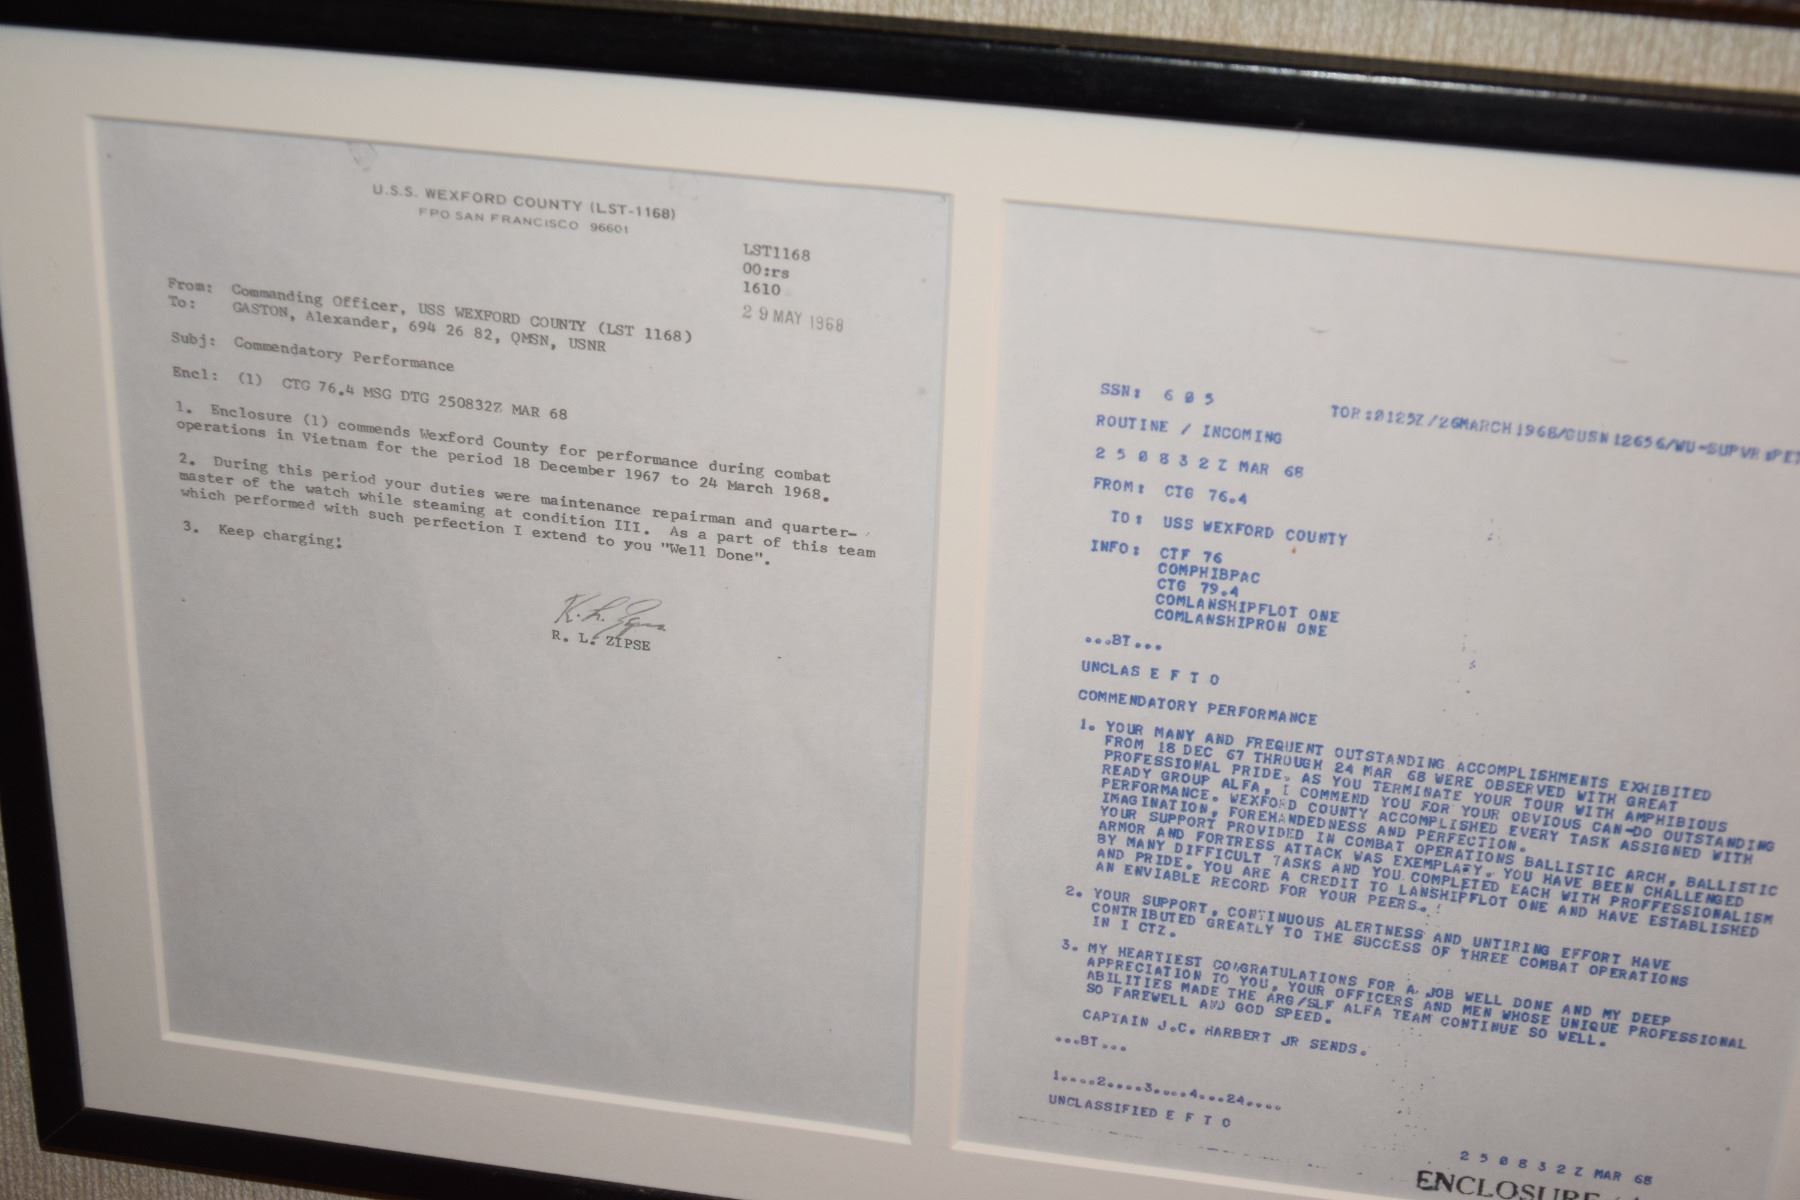 U.S.S. WEXFORD COUNTY (LST-1168)
FPO SAN FRANCISCO 96601
LST1168
00:rs
1610
29 MAY 1968
From: Commanding Officer, USS WEXFORD COUNTY (LST 1168)
To: GASTON, Alexander, 694 26 82, QMSN, USNR
Subj: Commendatory Performance
Encl: (1) CTG 76.4 MSG DTG 250832Z MAR 68
1. Enclosure (1) commends Wexford County for performance during combat
operations in Vietnam for the period 18 December 1967 to 24 March 1968.
2. During this period your duties were maintenance repairman and quarter-
master of the watch while steaming at condition III. As a part of this team
which performed with such perfection I extend to you "Well Done".
3. Keep charging!
R. L. ZIPSE
SSN: 605
TOR:0125Z/26MARCH1968/GUSN 12656/WU-SUPVR:PET
ROUTINE / INCOMING
250832Z MAR 68
FROM: CTG 76.4
TO: USS WEXFORD COUNTY
INFO: CTF 76
COMPHIBPAC
CTG 79.4
COMLANSHIPFLOT ONE
COMLANSHIPRON ONE
...BT...
UNCLAS E F T O
COMMENDATORY PERFORMANCE
1. YOUR MANY AND FREQUENT OUTSTANDING ACCOMPLISHMENTS EXHIBITED
FROM 18 DEC 67 THROUGH 24 MAR 68 WERE OBSERVED WITH GREAT
PROFESSIONAL PRIDE. AS YOU TERMINATE YOUR TOUR WITH AMPHIBIOUS
READY GROUP ALFA, I COMMEND YOU FOR YOUR OBVIOUS CAN-DO OUTSTANDING
PERFORMANCE. WEXFORD COUNTY ACCOMPLISHED EVERY TASK ASSIGNED WITH
IMAGINATION, FOREHANDEDNESS AND PERFECTION.
YOUR SUPPORT PROVIDED IN COMBAT OPERATIONS BALLISTIC ARCH, BALLISTIC
ARMOR AND FORTRESS ATTACK WAS EXEMPLARY. YOU HAVE BEEN CHALLENGED
BY MANY DIFFICULT TASKS AND YOU COMPLETED EACH WITH PROFFESSIONALISM
AND PRIDE. YOU ARE A CREDIT TO LANSHIPFLOT ONE AND HAVE ESTABLISHED
AN ENVIABLE RECORD FOR YOUR PEERS.
2. YOUR SUPPORT, CONTINUOUS ALERTNESS AND UNTIRING EFFORT HAVE
CONTRIBUTED GREATLY TO THE SUCCESS OF THREE COMBAT OPERATIONS
IN I CTZ.
3. MY HEARTIEST CONGRATULATIONS FOR A JOB WELL DONE AND MY DEEP
APPRECIATION TO YOU, YOUR OFFICERS AND MEN WHOSE UNIQUE PROFESSIONAL
ABILITIES MADE THE ARG/SLF ALFA TEAM CONTINUE SO WELL.
SO FAREWELL AND GOD SPEED.
CAPTAIN J.C. HARBERT JR SENDS.
...BT...
1....2....3....4...24....
UNCLASSIFIED E F T O
250832Z MAR 68
ENCLOSURE